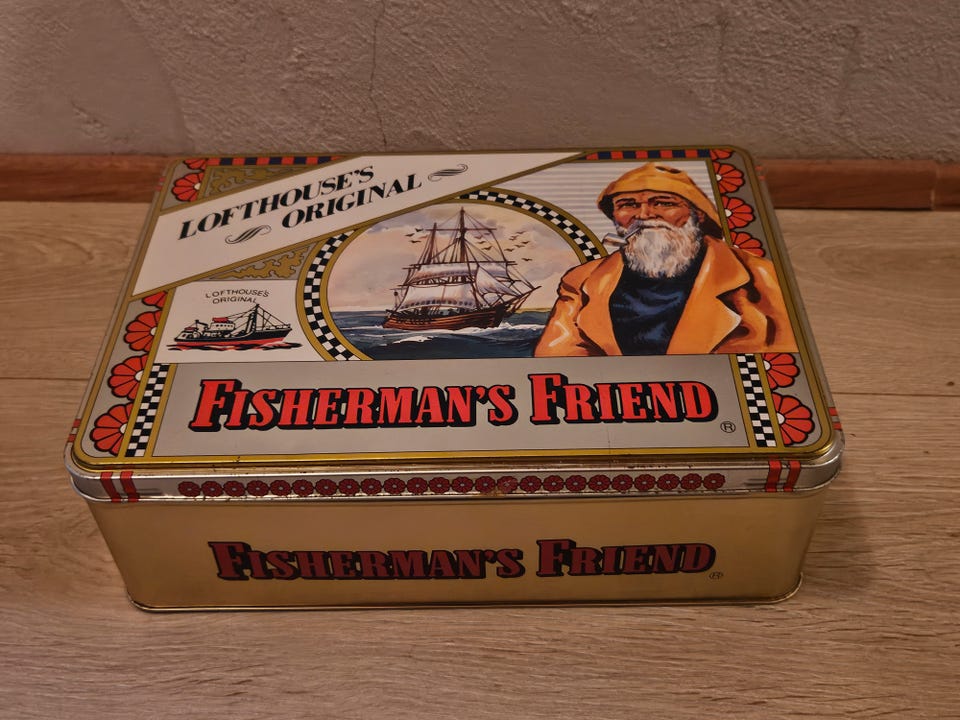 LOFTHOUSE'S
ORIGINAL
LOFTHOUSE'S
ORIGINAL
FISHERMAN'S FRIEND ®
FISHERMAN'S FRIEND ®